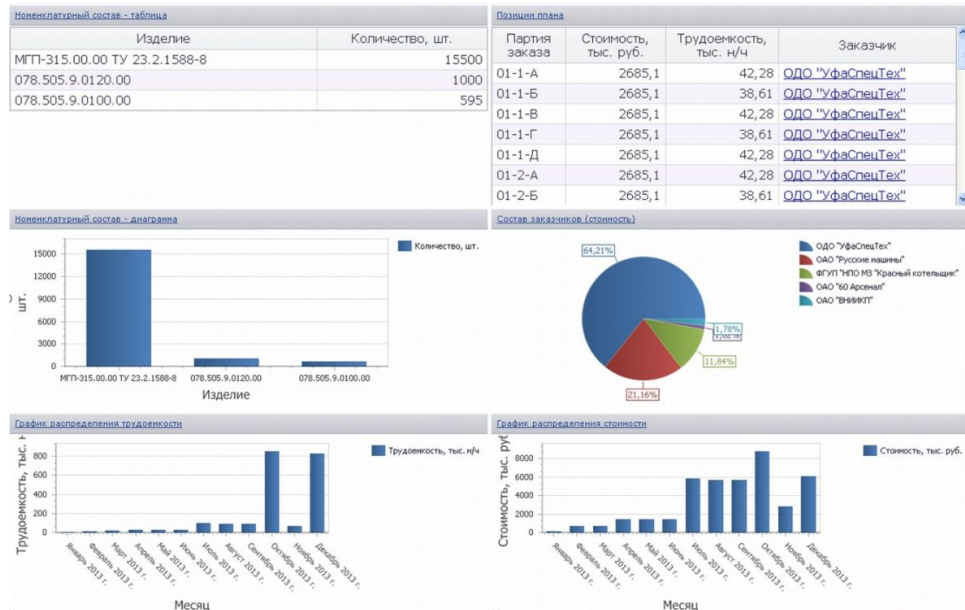 Номенклатурный состав - таблица
Изделие Количество, шт.
МГП-315.00.00 ТУ 23.2.1588-8 15500
078.505.9.0120.00 1000
078.505.9.0100.00 595
Позиции плана
Партия заказа Стоимость, тыс. руб. Трудоемкость, тыс. н/ч Заказчик
01-1-А 2685,1 42,28 ОДО "УфаСпецТех"
01-1-Б 2685,1 38,61 ОДО "УфаСпецТех"
01-1-В 2685,1 42,28 ОДО "УфаСпецТех"
01-1-Г 2685,1 38,61 ОДО "УфаСпецТех"
01-1-Д 2685,1 42,28 ОДО "УфаСпецТех"
01-2-А 2685,1 42,28 ОДО "УфаСпецТех"
01-2-Б 2685,1 38,61 ОДО "УфаСпецТех"
Номенклатурный состав - диаграмма
Количество, шт.
15000
12000
9000
6000
3000
0
шт.
МГП-315.00.00 ТУ 23.2.1588-8 078.505.9.0120.00 078.505.9.0100.00
Изделие
Состав заказчиков (стоимость)
64,21%
21,16%
11,84%
1,78%
ОДО "УфаСпецТех"
ОАО "Русские машины"
ФГУП "НПО МЗ "Красный котельщик"
ОАО "60 Арсенал"
ОАО "ВНИИКП"
График распределения трудоемкости
Трудоемкость, тыс. н/ч
Трудоемкость, тыс.
800
600
400
200
0
Январь 2013 г.
Февраль 2013 г.
Март 2013 г.
Апрель 2013 г.
Май 2013 г.
Июнь 2013 г.
Июль 2013 г.
Август 2013 г.
Сентябрь 2013 г.
Октябрь 2013 г.
Ноябрь 2013 г.
Декабрь 2013 г.
Месяц
График распределения стоимости
Стоимость, тыс. руб.
Стоимость, тыс. руб
8000
6000
4000
2000
0
Январь 2013 г.
Февраль 2013 г.
Март 2013 г.
Апрель 2013 г.
Май 2013 г.
Июнь 2013 г.
Июль 2013 г.
Август 2013 г.
Сентябрь 2013 г.
Октябрь 2013 г.
Ноябрь 2013 г.
Декабрь 2013 г.
Месяц